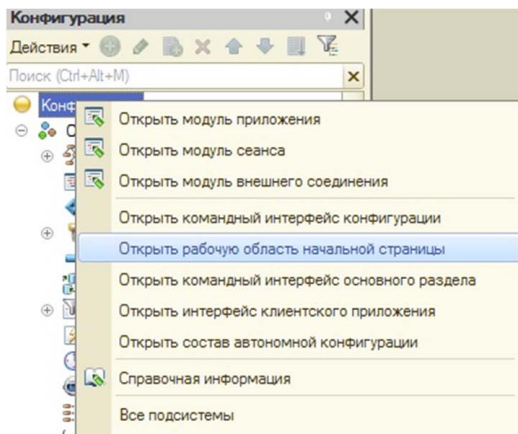 Конфигурация
Действия
Поиск (Ctrl+Alt+M)
Открыть модуль приложения
Открыть модуль сеанса
Открыть модуль внешнего соединения
Открыть командный интерфейс конфигурации
Открыть рабочую область начальной страницы
Открыть командный интерфейс основного раздела
Открыть интерфейс клиентского приложения
Открыть состав автономной конфигурации
Справочная информация
Все подсистемы